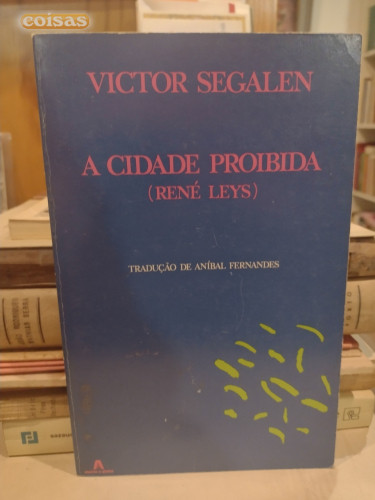 coisas
VICTOR SEGALEN
A CIDADE PROIBIDA
(RENÉ LEYS)
TRADUÇÃO DE ANÍBAL FERNANDES